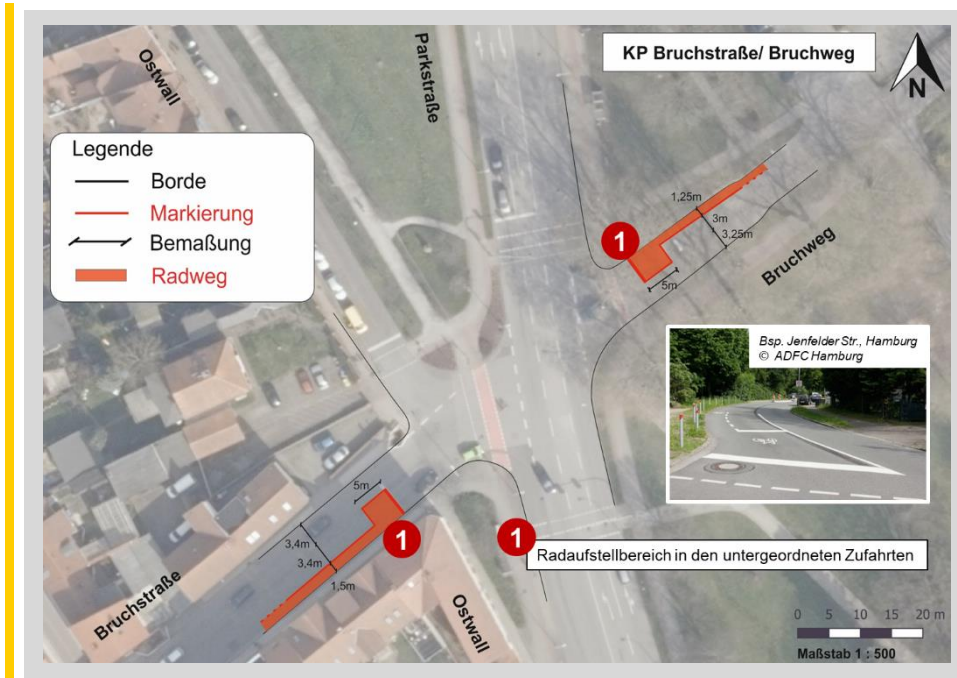 KP Bruchstraße/ Bruchweg
N
Ostwall
Parkstraße
Legende
Borde
Markierung
Bemaßung
Radweg
1,25m
3m
3,25m
1
5m
Bruchweg
Bsp. Jenfelder Str., Hamburg
© ADFC Hamburg
5m
1
3,4m
3,4m
1,5m
Bruchstraße
Ostwall
1
Radaufstellbereich in den untergeordneten Zufahrten
0 5 10 15 20 m
Maßstab 1 : 500